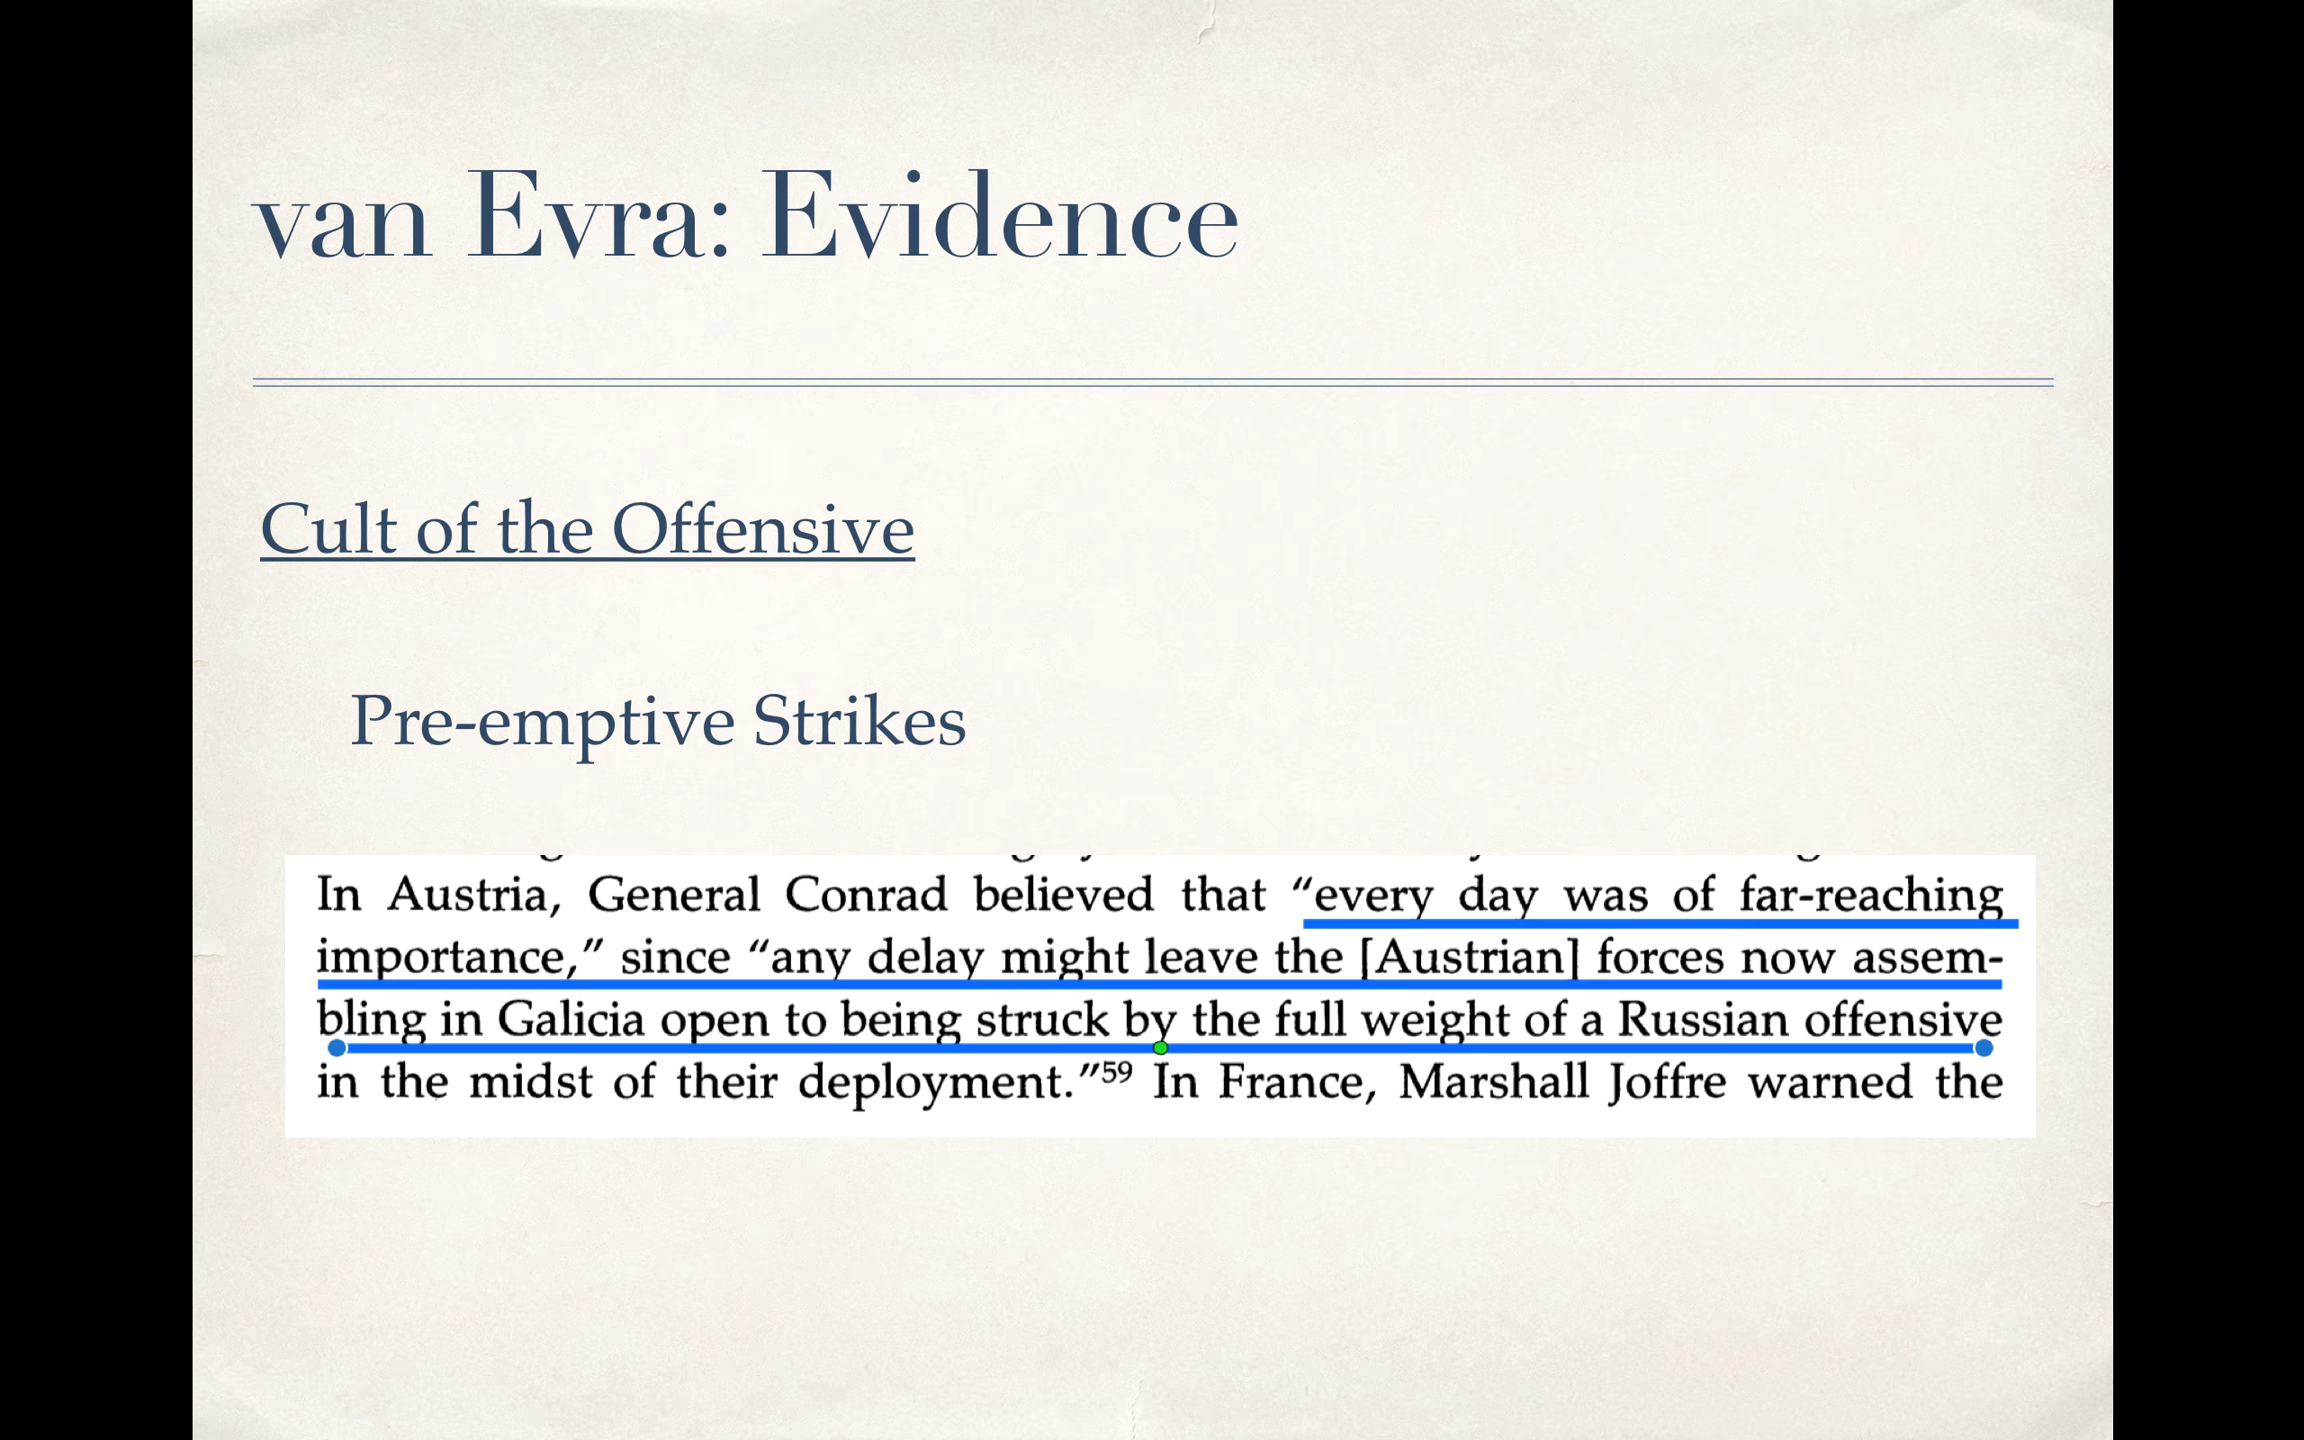 van Evra: Evidence
Cult of the Offensive
Pre-emptive Strikes
In Austria, General Conrad believed that “every day was of far-reaching
importance,” since “any delay might leave the [Austrian] forces now assem-
bling in Galicia open to being struck by the full weight of a Russian offensive
in the midst of their deployment.”59 In France, Marshall Joffre warned the